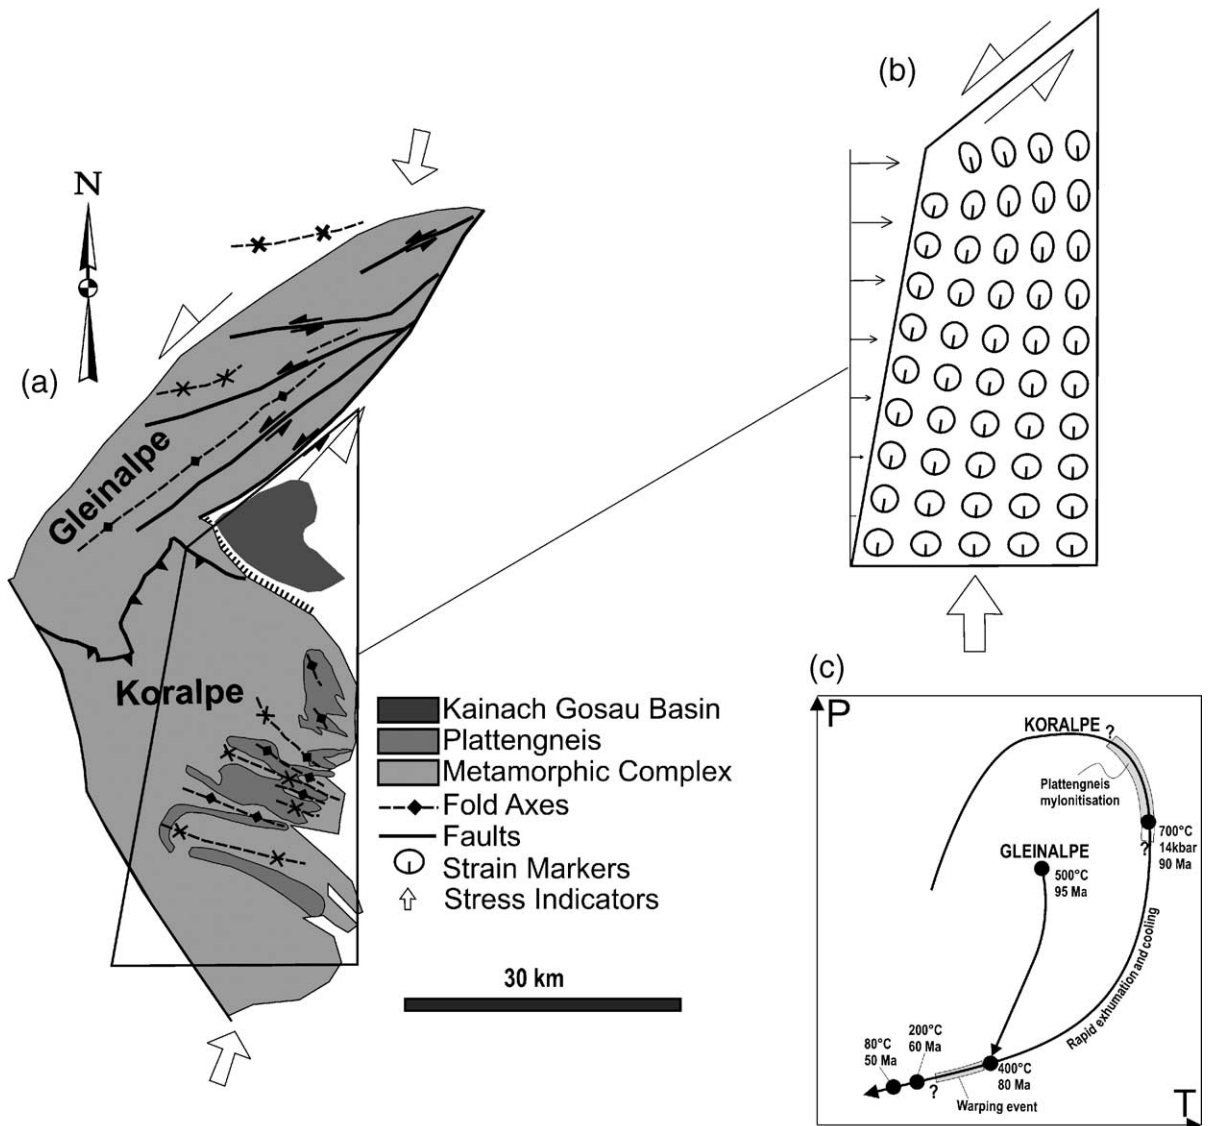 (b)
N
(a)
Gleinalpe
Koralpe
Kainach Gosau Basin
Plattengneis
Metamorphic Complex
Fold Axes
Faults
Strain Markers
Stress Indicators
30 km
(c)
P
KORALPE
?
Plattengneis
mylonitisation
700°C
14kbar
90 Ma
?
GLEINALPE
500°C
95 Ma
Rapid exhumation and cooling
200°C
60 Ma
80°C
50 Ma
400°C
80 Ma
?
Warping event
T